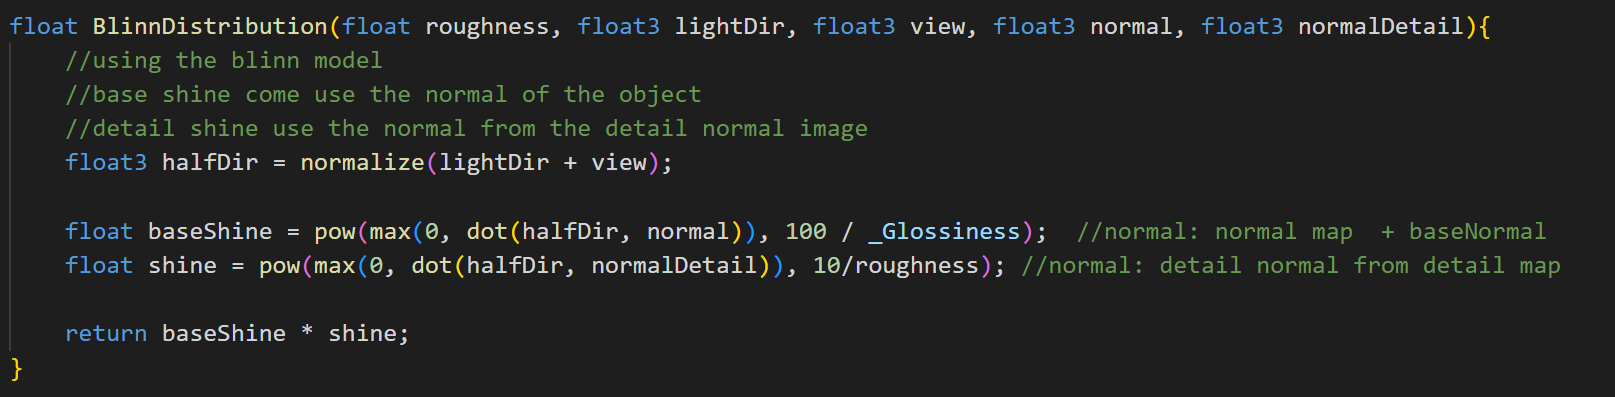 float BlinnDistribution(float roughness, float3 lightDir, float3 view, float3 normal, float3 normalDetail){
//using the blinn model
//base shine come use the normal of the object
//detail shine use the normal from the detail normal image
float3 halfDir = normalize(lightDir + view);
float baseShine = pow(max(0, dot(halfDir, normal)), 100 / _Glossiness);  //normal: normal map  + baseNormal
float shine = pow(max(0, dot(halfDir, normalDetail)), 10/roughness); //normal: detail normal from detail map
return baseShine * shine;
}